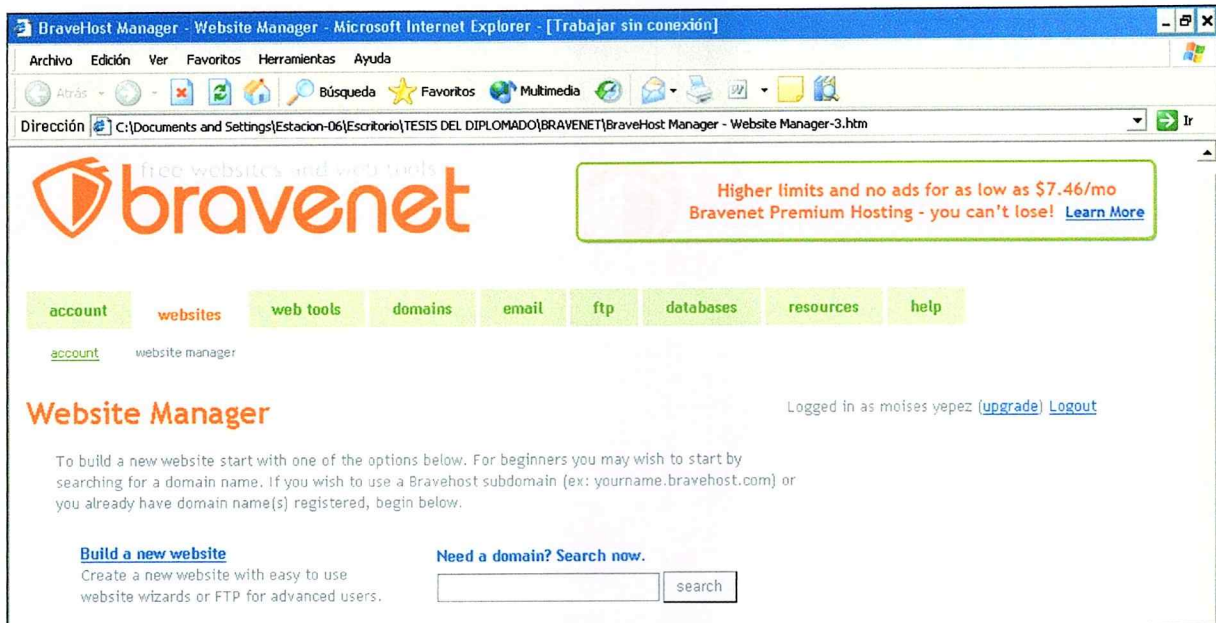 BraveHost Manager - Website Manager - Microsoft Internet Explorer - [Trabajar sin conexión]
Archivo Edición Ver Favoritos Herramientas Ayuda
Atrás Búsqueda Favoritos Multimedia
Dirección C:\Documents and Settings\Estacion-06\Escritorio\TESIS DEL DIPLOMADO\BRAVENET\BraveHost Manager - Website Manager-3.htm Ir
free websites and web tools
bravenet
Higher limits and no ads for as low as $7.46/mo
Bravenet Premium Hosting - you can't lose! Learn More
account websites web tools domains email ftp databases resources help
account website manager
Website Manager
Logged in as moises yepez (upgrade) Logout
To build a new website start with one of the options below. For beginners you may wish to start by
searching for a domain name. If you wish to use a Bravehost subdomain (ex: yourname.bravehost.com) or
you already have domain name(s) registered, begin below.
Build a new website
Create a new website with easy to use
website wizards or FTP for advanced users.
Need a domain? Search now.
search